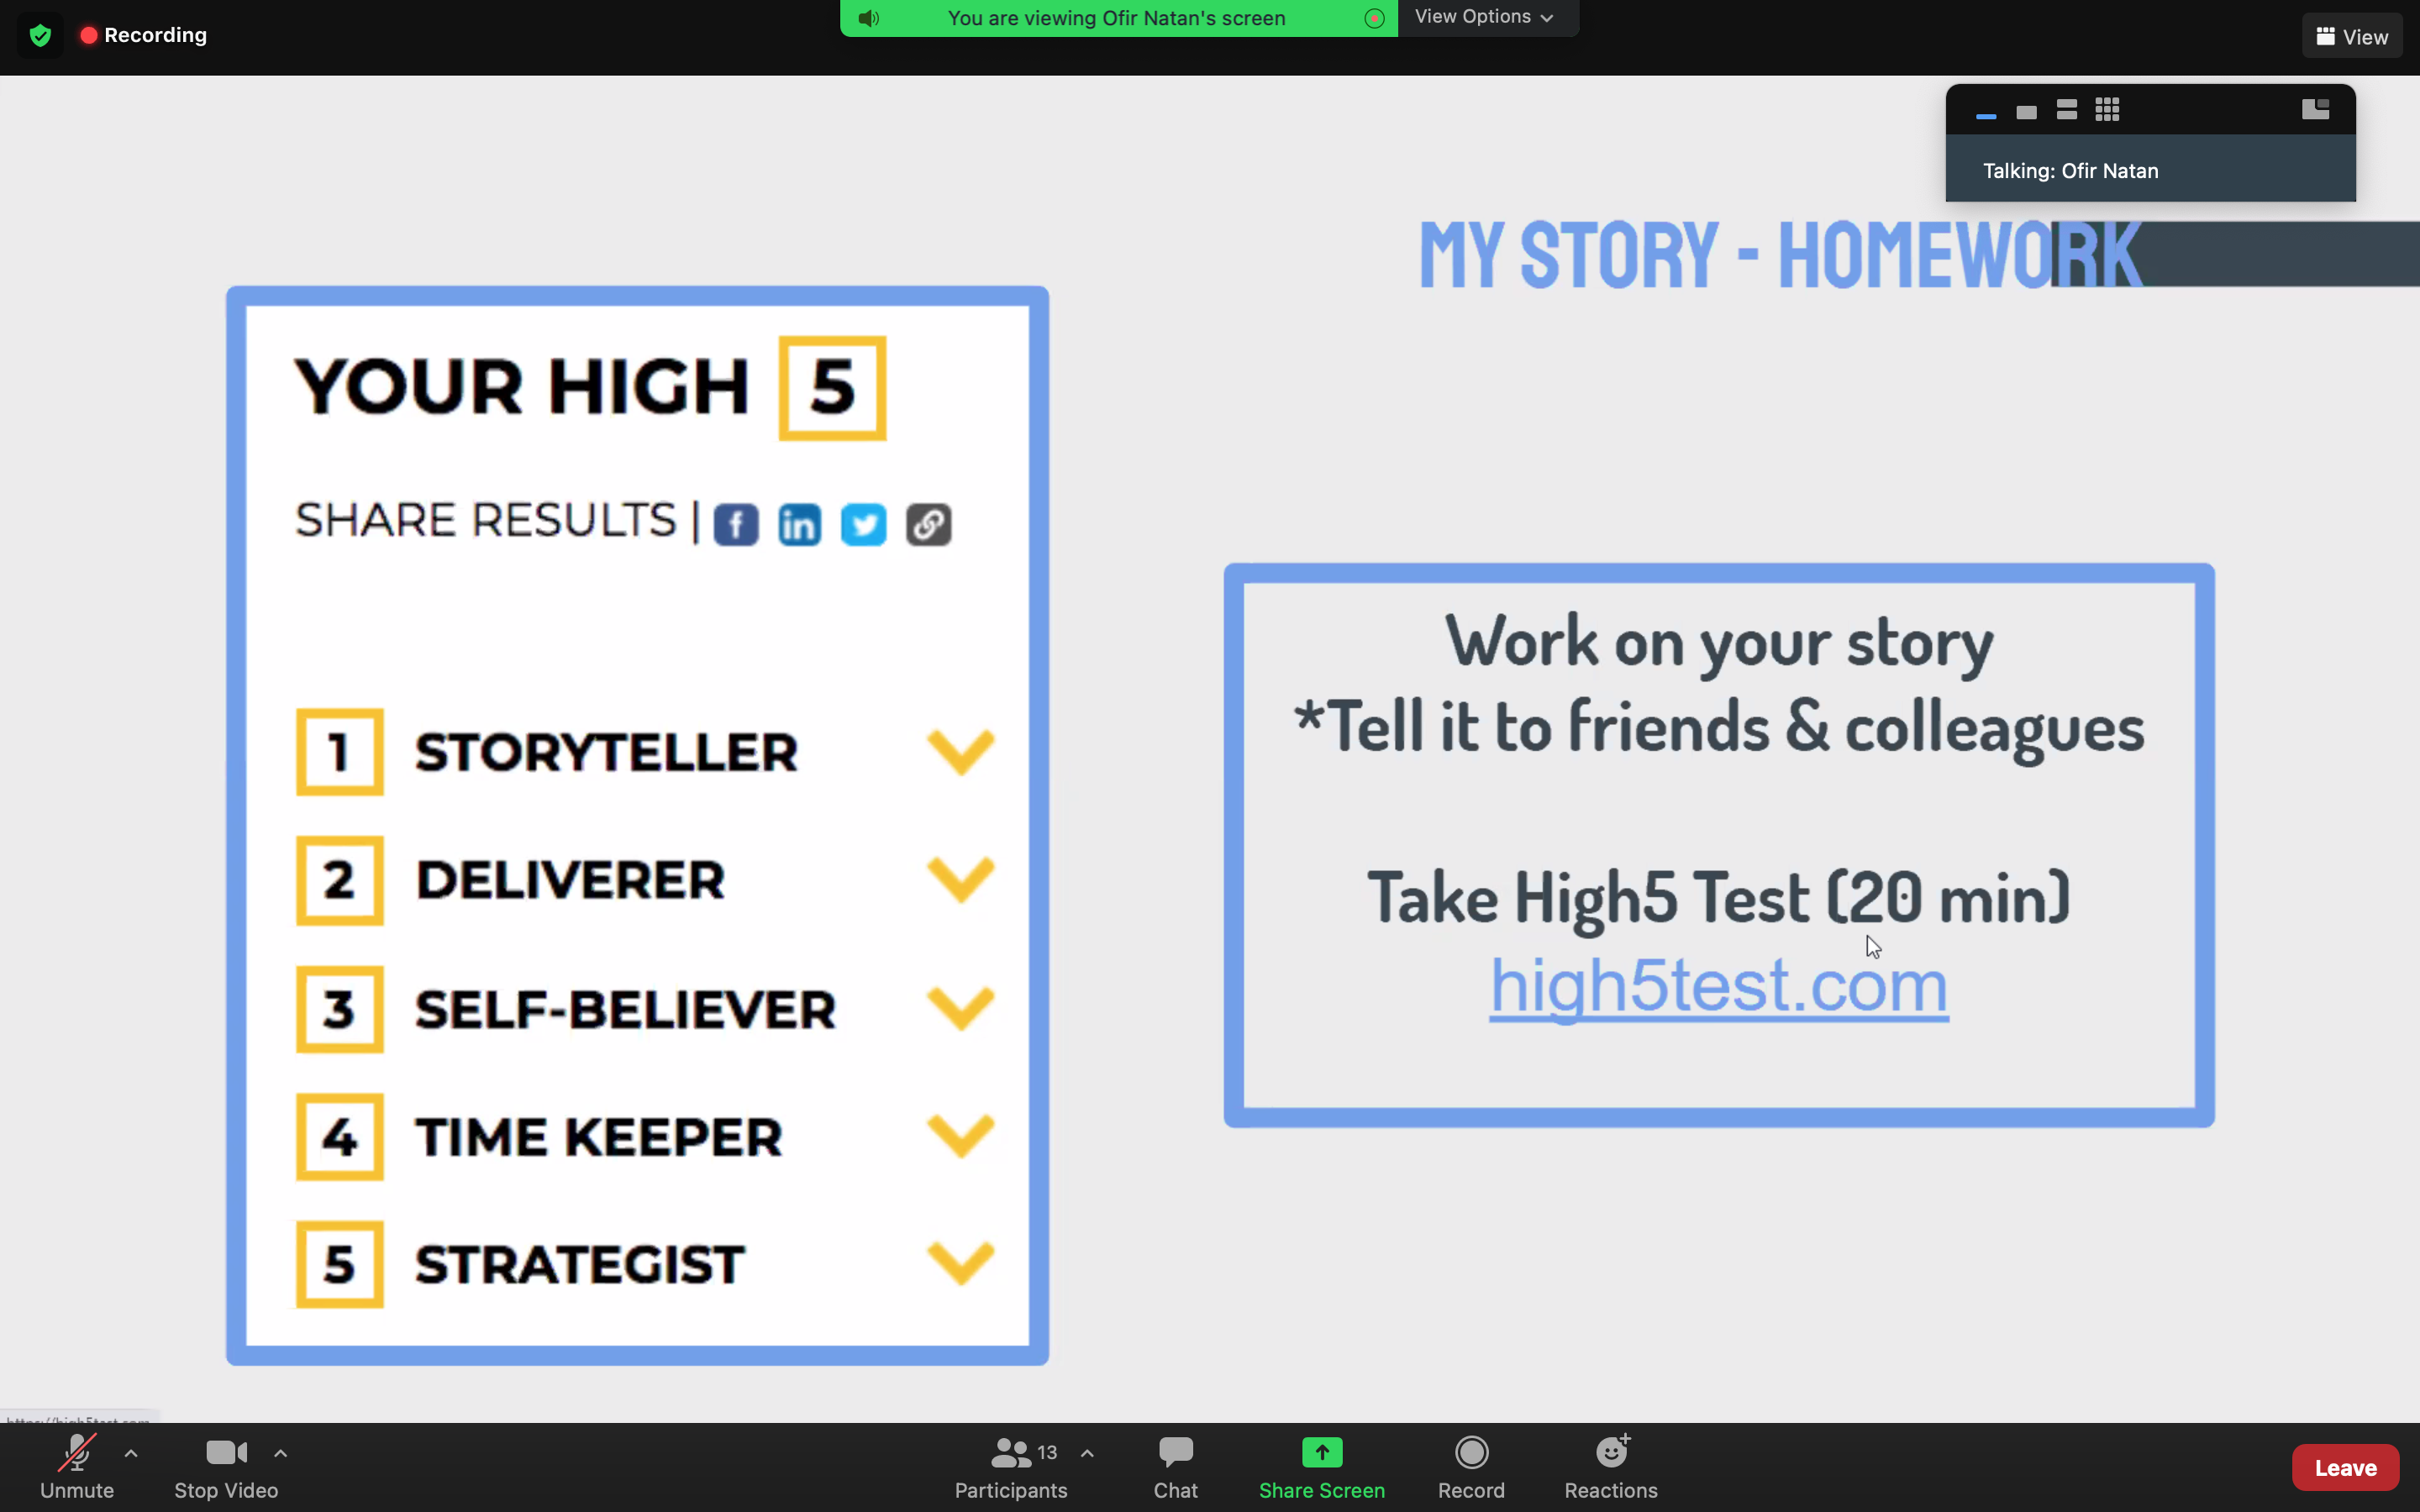 Recording
You are viewing Ofir Natan's screen
View Options
View
Talking: Ofir Natan
MY STORY - HOMEWORK
YOUR HIGH 5
SHARE RESULTS |
1 STORYTELLER
2 DELIVERER
3 SELF-BELIEVER
4 TIME KEEPER
5 STRATEGIST
Work on your story
*Tell it to friends & colleagues
Take High5 Test (20 min)
high5test.com
Unmute
Stop Video
13
Participants
Chat
Share Screen
Record
Reactions
Leave